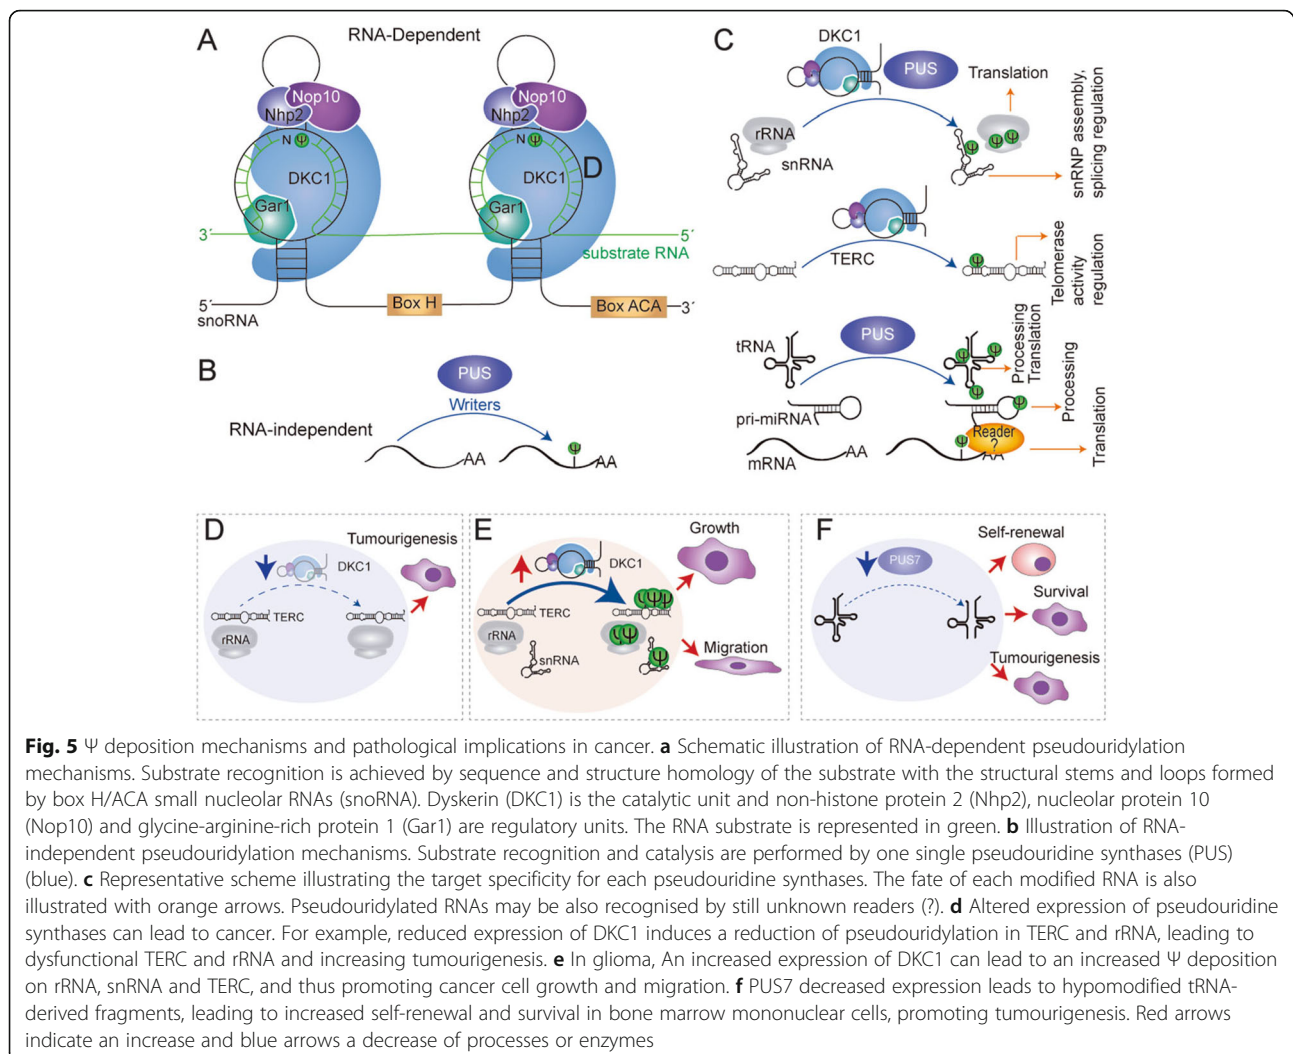 A
RNA-Dependent
Nop10
Nhp2
N Ψ
DKC1
Gar1
3´
5´
snoRNA
Box H
Nop10
Nhp2
N Ψ
DKC1
D
Gar1
5´
substrate RNA
Box ACA
3´
B
PUS
Writers
RNA-independent
AA
Ψ
AA
C
DKC1
PUS
Translation
rRNA
snRNA
Ψ
Ψ Ψ
snRNP assembly,
splicing regulation
TERC
Ψ
Telomerase
activity
regulation
tRNA
PUS
Ψ
Ψ
Ψ
Processing
Translation
pri-miRNA
Ψ
Processing
mRNA
AA
Ψ
Reader
?
AA
Translation
D
Tumourigenesis
DKC1
TERC
rRNA
E
Growth
DKC1
TERC
ΨΨΨ
rRNA
ΨΨ
snRNA
Ψ
Migration
F
Self-renewal
PUS7
Survival
Tumourigenesis
Fig. 5 Ψ deposition mechanisms and pathological implications in cancer. a Schematic illustration of RNA-dependent pseudouridylation
mechanisms. Substrate recognition is achieved by sequence and structure homology of the substrate with the structural stems and loops formed
by box H/ACA small nucleolar RNAs (snoRNA). Dyskerin (DKC1) is the catalytic unit and non-histone protein 2 (Nhp2), nucleolar protein 10
(Nop10) and glycine-arginine-rich protein 1 (Gar1) are regulatory units. The RNA substrate is represented in green. b Illustration of RNA-
independent pseudouridylation mechanisms. Substrate recognition and catalysis are performed by one single pseudouridine synthases (PUS)
(blue). c Representative scheme illustrating the target specificity for each pseudouridine synthases. The fate of each modified RNA is also
illustrated with orange arrows. Pseudouridylated RNAs may be also recognised by still unknown readers (?). d Altered expression of pseudouridine
synthases can lead to cancer. For example, reduced expression of DKC1 induces a reduction of pseudouridylation in TERC and rRNA, leading to
dysfunctional TERC and rRNA and increasing tumourigenesis. e In glioma, An increased expression of DKC1 can lead to an increased Ψ deposition
on rRNA, snRNA and TERC, and thus promoting cancer cell growth and migration. f PUS7 decreased expression leads to hypomodified tRNA-
derived fragments, leading to increased self-renewal and survival in bone marrow mononuclear cells, promoting tumourigenesis. Red arrows
indicate an increase and blue arrows a decrease of processes or enzymes